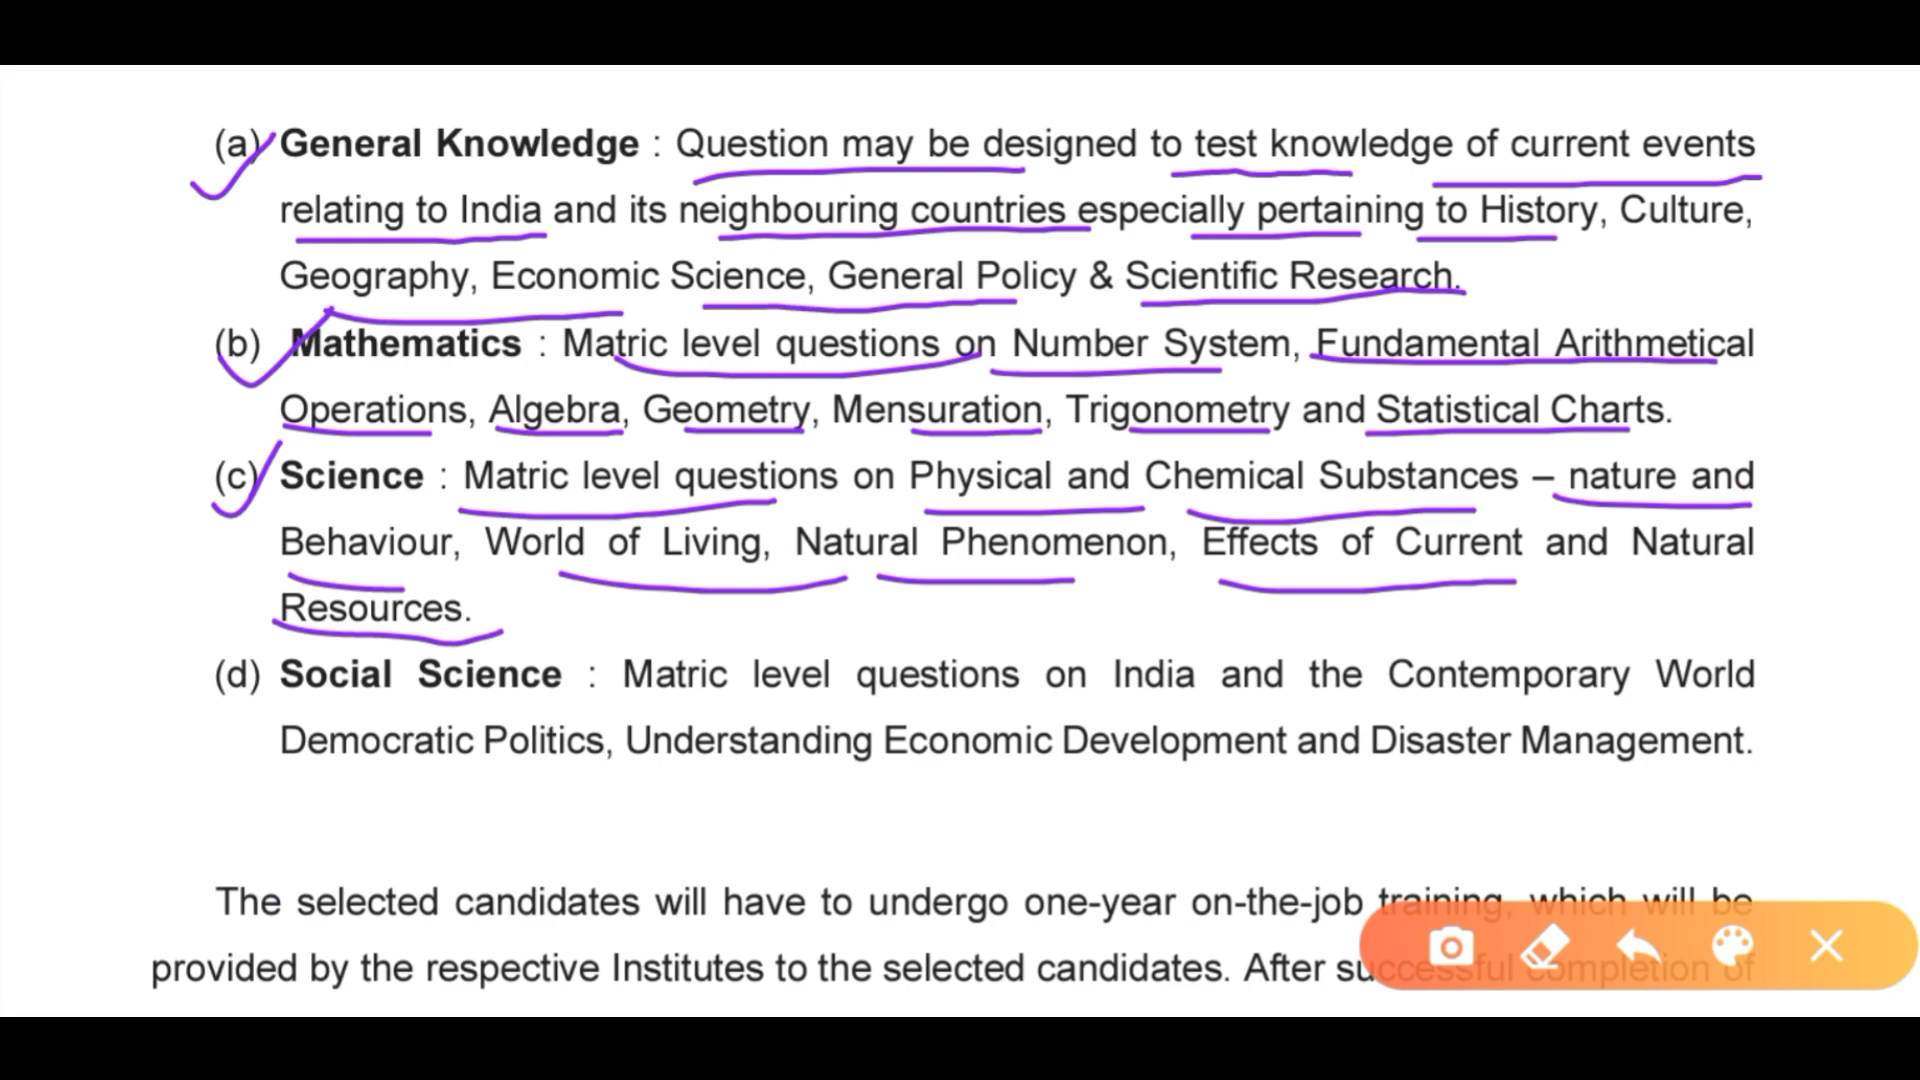 (a) General Knowledge : Question may be designed to test knowledge of current events
relating to India and its neighbouring countries especially pertaining to History, Culture,
Geography, Economic Science, General Policy & Scientific Research.
(b) Mathematics : Matric level questions on Number System, Fundamental Arithmetical
Operations, Algebra, Geometry, Mensuration, Trigonometry and Statistical Charts.
(c) Science : Matric level questions on Physical and Chemical Substances – nature and
Behaviour, World of Living, Natural Phenomenon, Effects of Current and Natural
Resources.
(d) Social Science : Matric level questions on India and the Contemporary World
Democratic Politics, Understanding Economic Development and Disaster Management.
The selected candidates will have to undergo one-year on-the-job training, which will be
provided by the respective Institutes to the selected candidates. After successful completion of